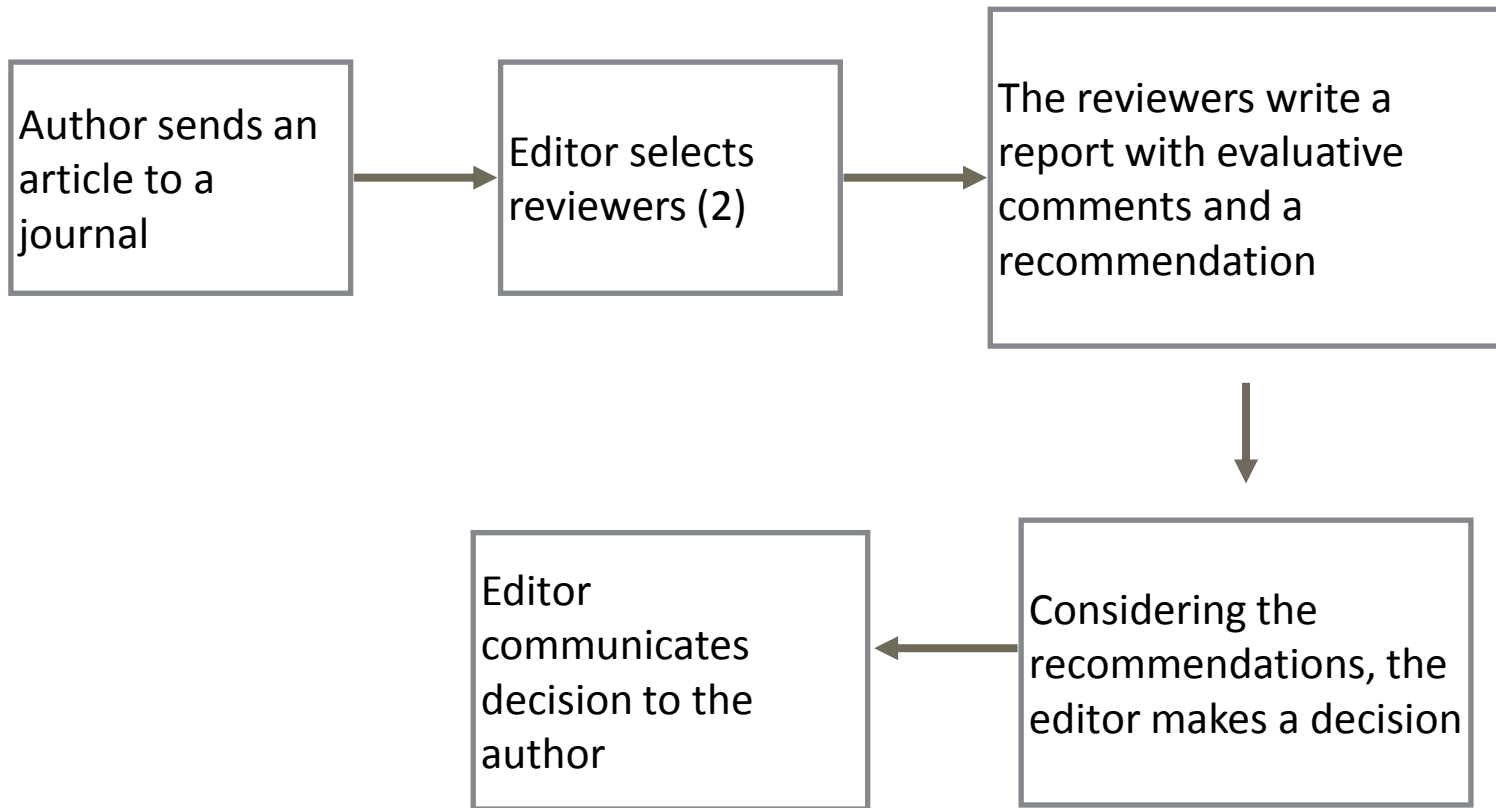 Author sends an
article to a
journal
Editor selects
reviewers (2)
The reviewers write a
report with evaluative
comments and a
recommendation
Considering the
recommendations, the
editor makes a decision
Editor
communicates
decision to the
author